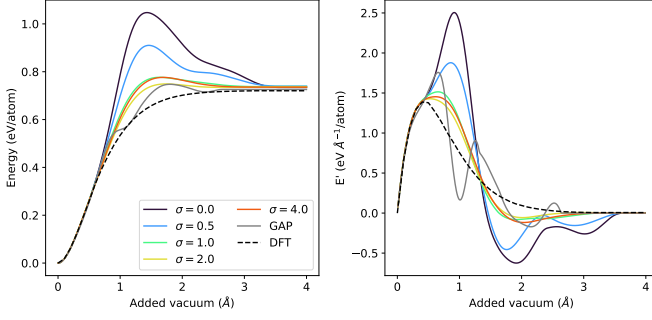 1.0
0.8
0.6
0.4
0.2
0.0
Energy (eV/atom)
0
1
2
3
4
Added vacuum (Å)
σ = 0.0
σ = 0.5
σ = 1.0
σ = 2.0
σ = 4.0
GAP
DFT
2.5
2.0
1.5
1.0
0.5
0.0
−0.5
E' (eV Å⁻¹/atom)
0
1
2
3
4
Added vacuum (Å)